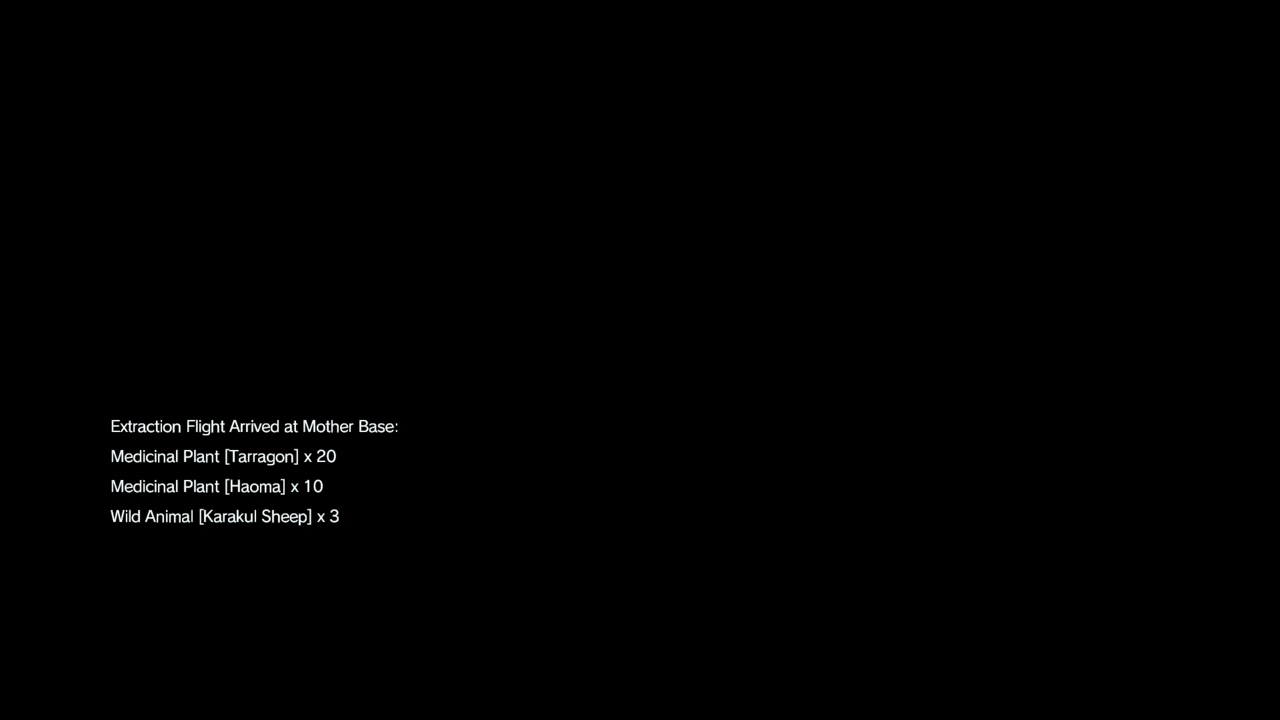 Extraction Flight Arrived at Mother Base:
Medicinal Plant [Tarragon] x 20
Medicinal Plant [Haoma] x 10
Wild Animal [Karakul Sheep] x 3